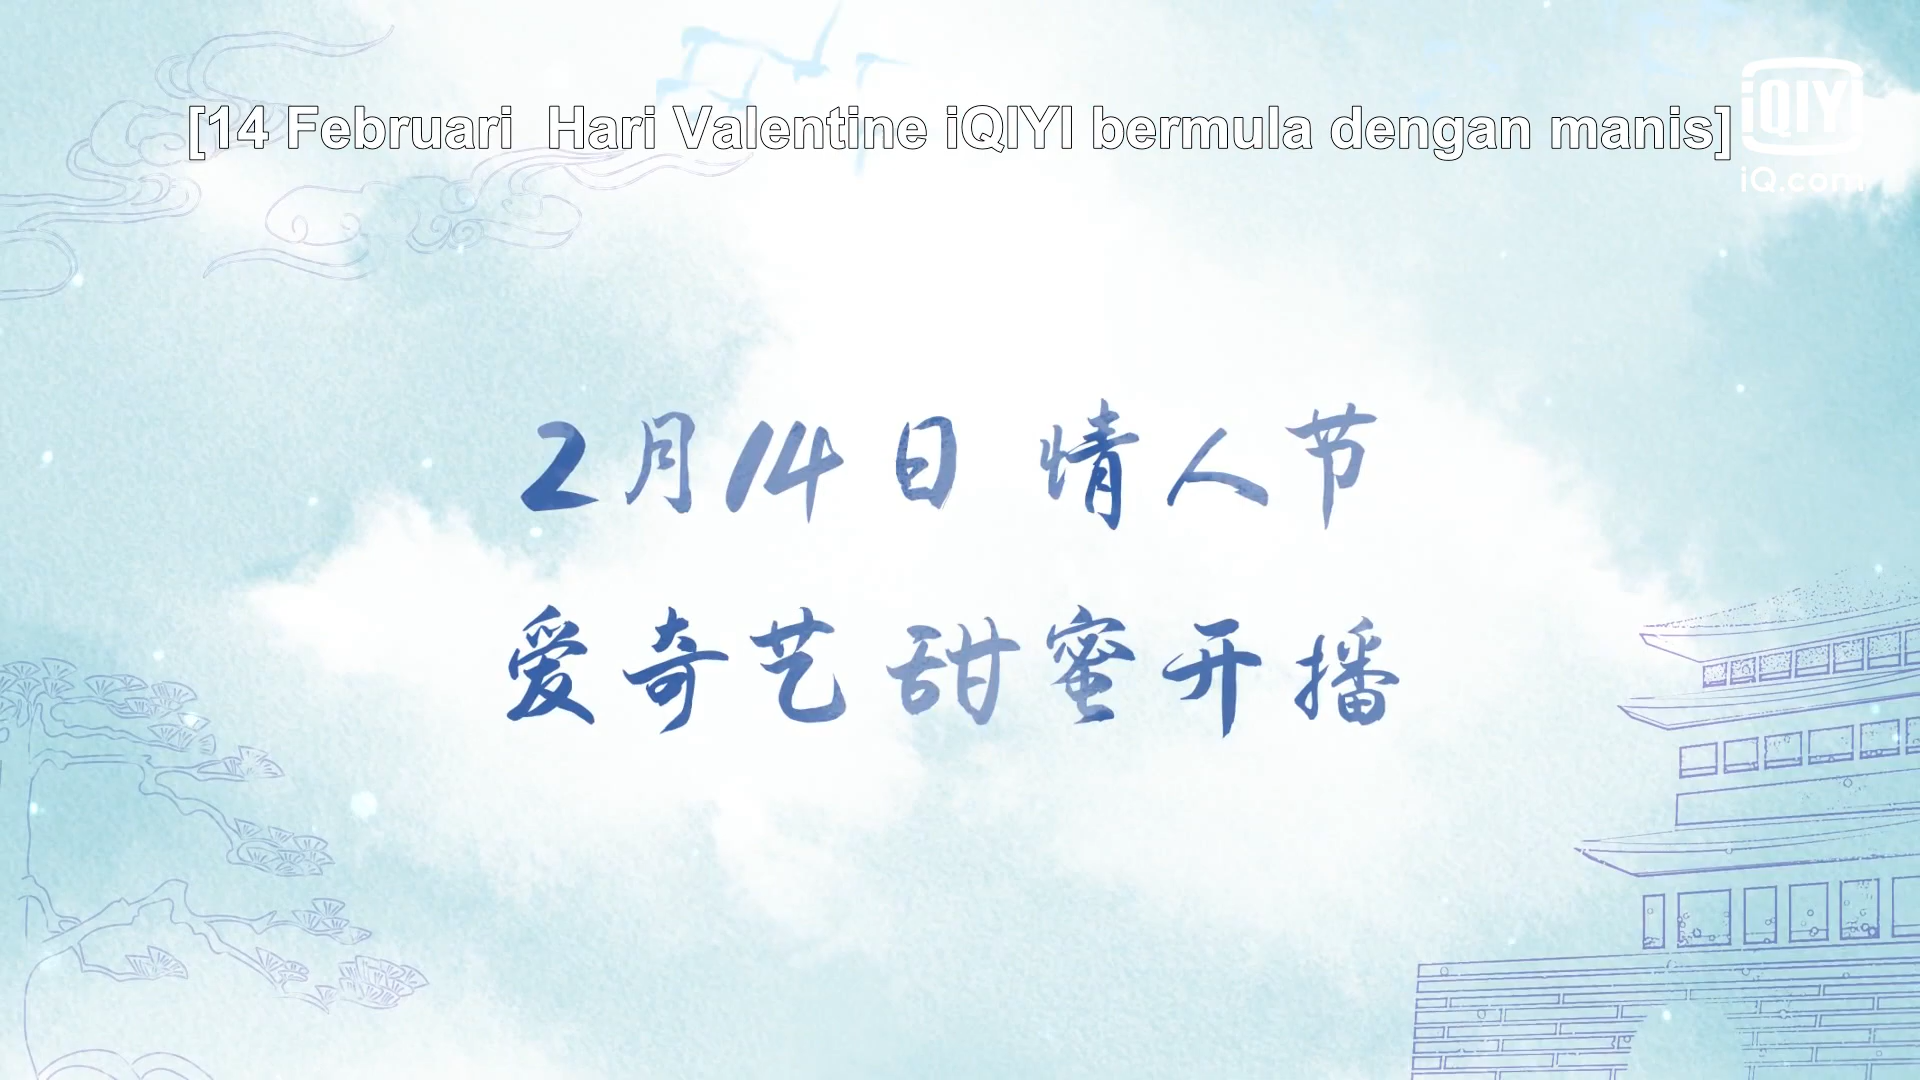 [14 Februari  Hari Valentine iQIYI bermula dengan manis]
iQIYI
iQ.com
2月14日 情人节
爱奇艺 甜蜜开播